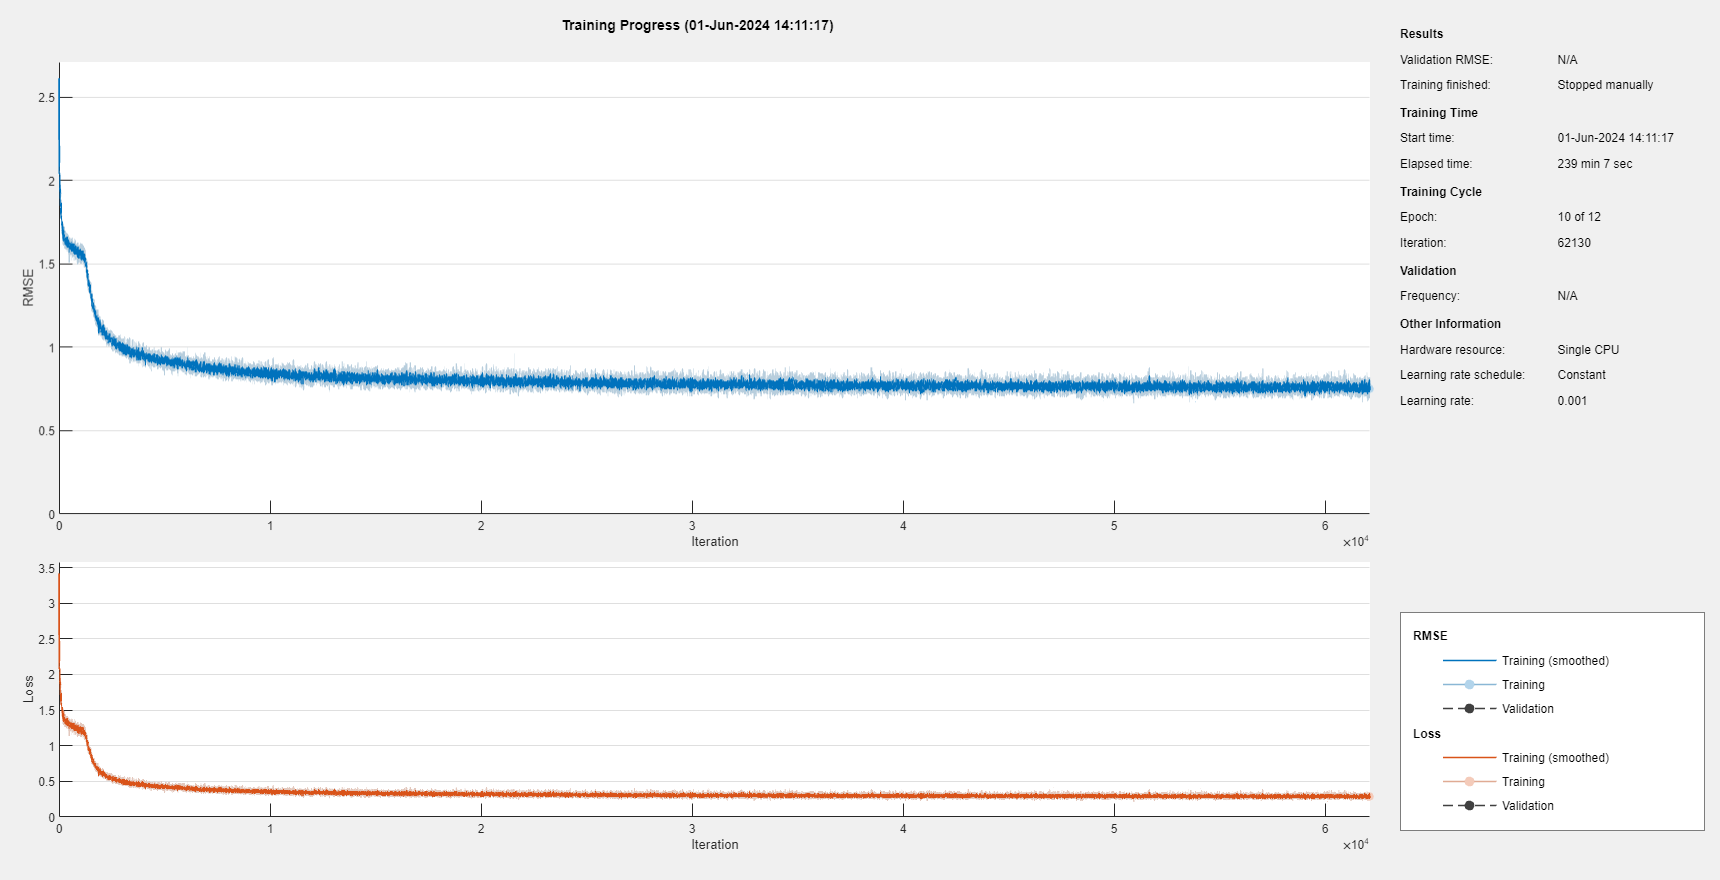 Training Progress (01-Jun-2024 14:11:17)
2.5
2
1.5
1
0.5
0
RMSE
0 1 2 3 4 5 6
Iteration
×10⁴
3.5
3
2.5
2
1.5
1
0.5
0
Loss
0 1 2 3 4 5 6
Iteration
×10⁴
Results
Validation RMSE: N/A
Training finished: Stopped manually
Training Time
Start time: 01-Jun-2024 14:11:17
Elapsed time: 239 min 7 sec
Training Cycle
Epoch: 10 of 12
Iteration: 62130
Validation
Frequency: N/A
Other Information
Hardware resource: Single CPU
Learning rate schedule: Constant
Learning rate: 0.001
RMSE
Training (smoothed)
Training
Validation
Loss
Training (smoothed)
Training
Validation